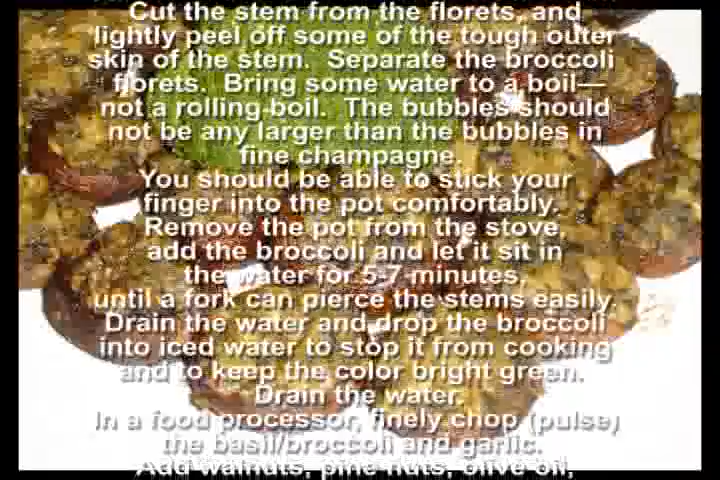 Cut the stem from the florets, and
lightly peel off some of the tough outer
skin of the stem.  Separate the broccoli
florets.  Bring some water to a boil—
not a rolling-boil.  The bubbles should
not be any larger than the bubbles in
fine champagne.
You should be able to stick your
finger into the pot comfortably.
Remove the pot from the stove,
add the broccoli and let it sit in
the water for 5-7 minutes,
until a fork can pierce the stems easily.
Drain the water and drop the broccoli
into iced water to stop it from cooking
and to keep the color bright green.
Drain the water.
In a food processor, finely chop (pulse)
the basil/broccoli and garlic.
Add walnuts, pine nuts, olive oil,